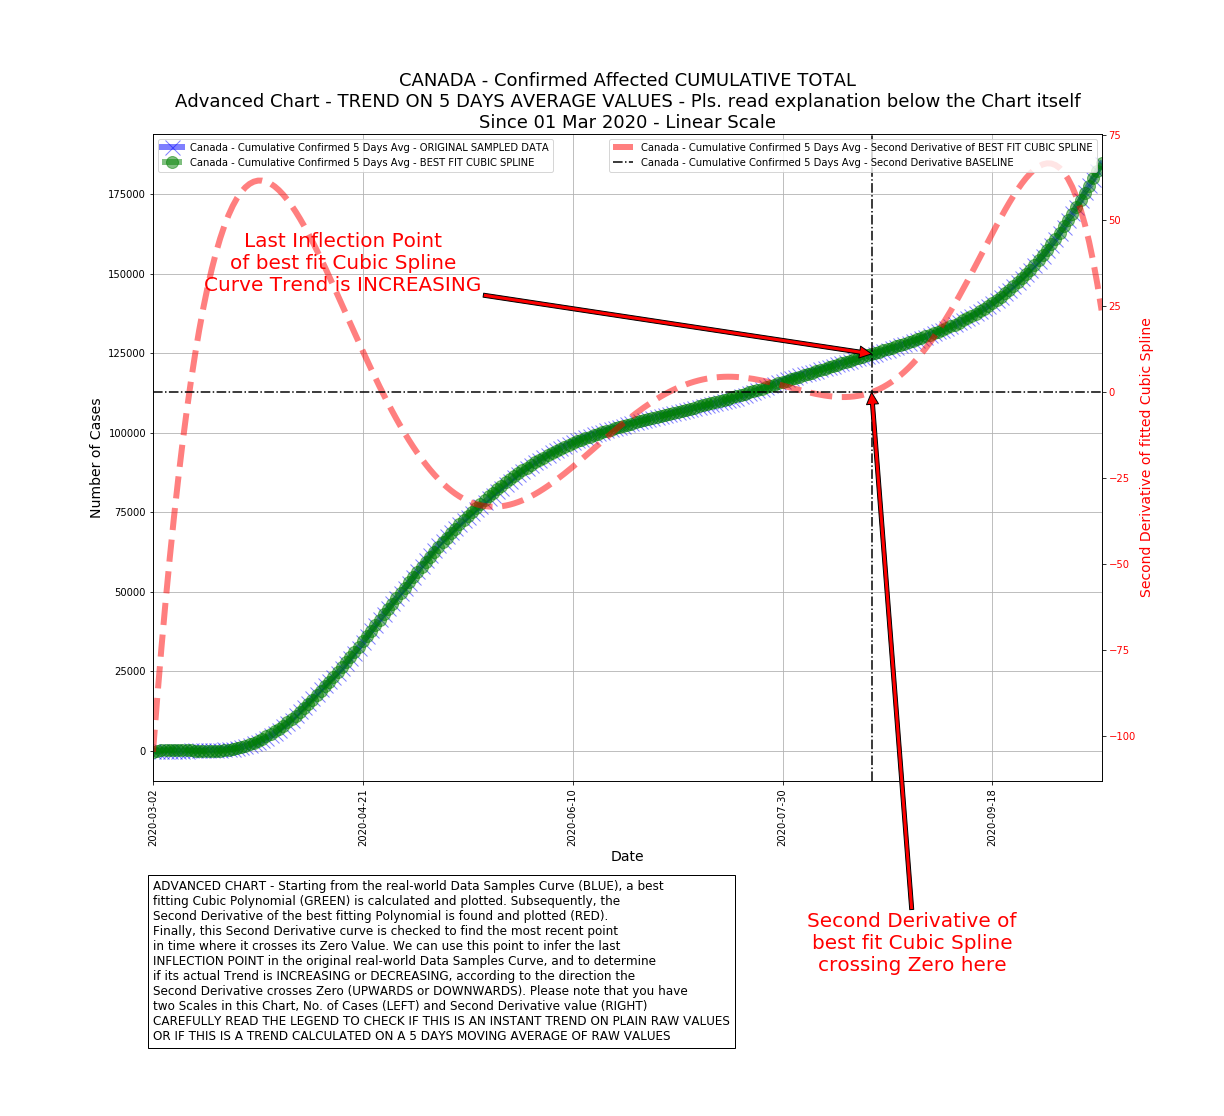 CANADA - Confirmed Affected CUMULATIVE TOTAL
Advanced Chart - TREND ON 5 DAYS AVERAGE VALUES - Pls. read explanation below the Chart itself
Since 01 Mar 2020 - Linear Scale
Canada - Cumulative Confirmed 5 Days Avg - ORIGINAL SAMPLED DATA
Canada - Cumulative Confirmed 5 Days Avg - BEST FIT CUBIC SPLINE
Canada - Cumulative Confirmed 5 Days Avg - Second Derivative of BEST FIT CUBIC SPLINE
Canada - Cumulative Confirmed 5 Days Avg - Second Derivative BASELINE
Last Inflection Point
of best fit Cubic Spline
Curve Trend is INCREASING
Number of Cases
175000
150000
125000
100000
75000
50000
25000
0
75
50
25
0
−25
−50
−75
−100
Second Derivative of fitted Cubic Spline
2020-03-02
2020-04-21
2020-06-10
2020-07-30
2020-09-18
Date
Second Derivative of
best fit Cubic Spline
crossing Zero here
ADVANCED CHART - Starting from the real-world Data Samples Curve (BLUE), a best
fitting Cubic Polynomial (GREEN) is calculated and plotted. Subsequently, the
Second Derivative of the best fitting Polynomial is found and plotted (RED).
Finally, this Second Derivative curve is checked to find the most recent point
in time where it crosses its Zero Value. We can use this point to infer the last
INFLECTION POINT in the original real-world Data Samples Curve, and to determine
if its actual Trend is INCREASING or DECREASING, according to the direction the
Second Derivative crosses Zero (UPWARDS or DOWNWARDS). Please note that you have
two Scales in this Chart, No. of Cases (LEFT) and Second Derivative value (RIGHT)
CAREFULLY READ THE LEGEND TO CHECK IF THIS IS AN INSTANT TREND ON PLAIN RAW VALUES
OR IF THIS IS A TREND CALCULATED ON A 5 DAYS MOVING AVERAGE OF RAW VALUES